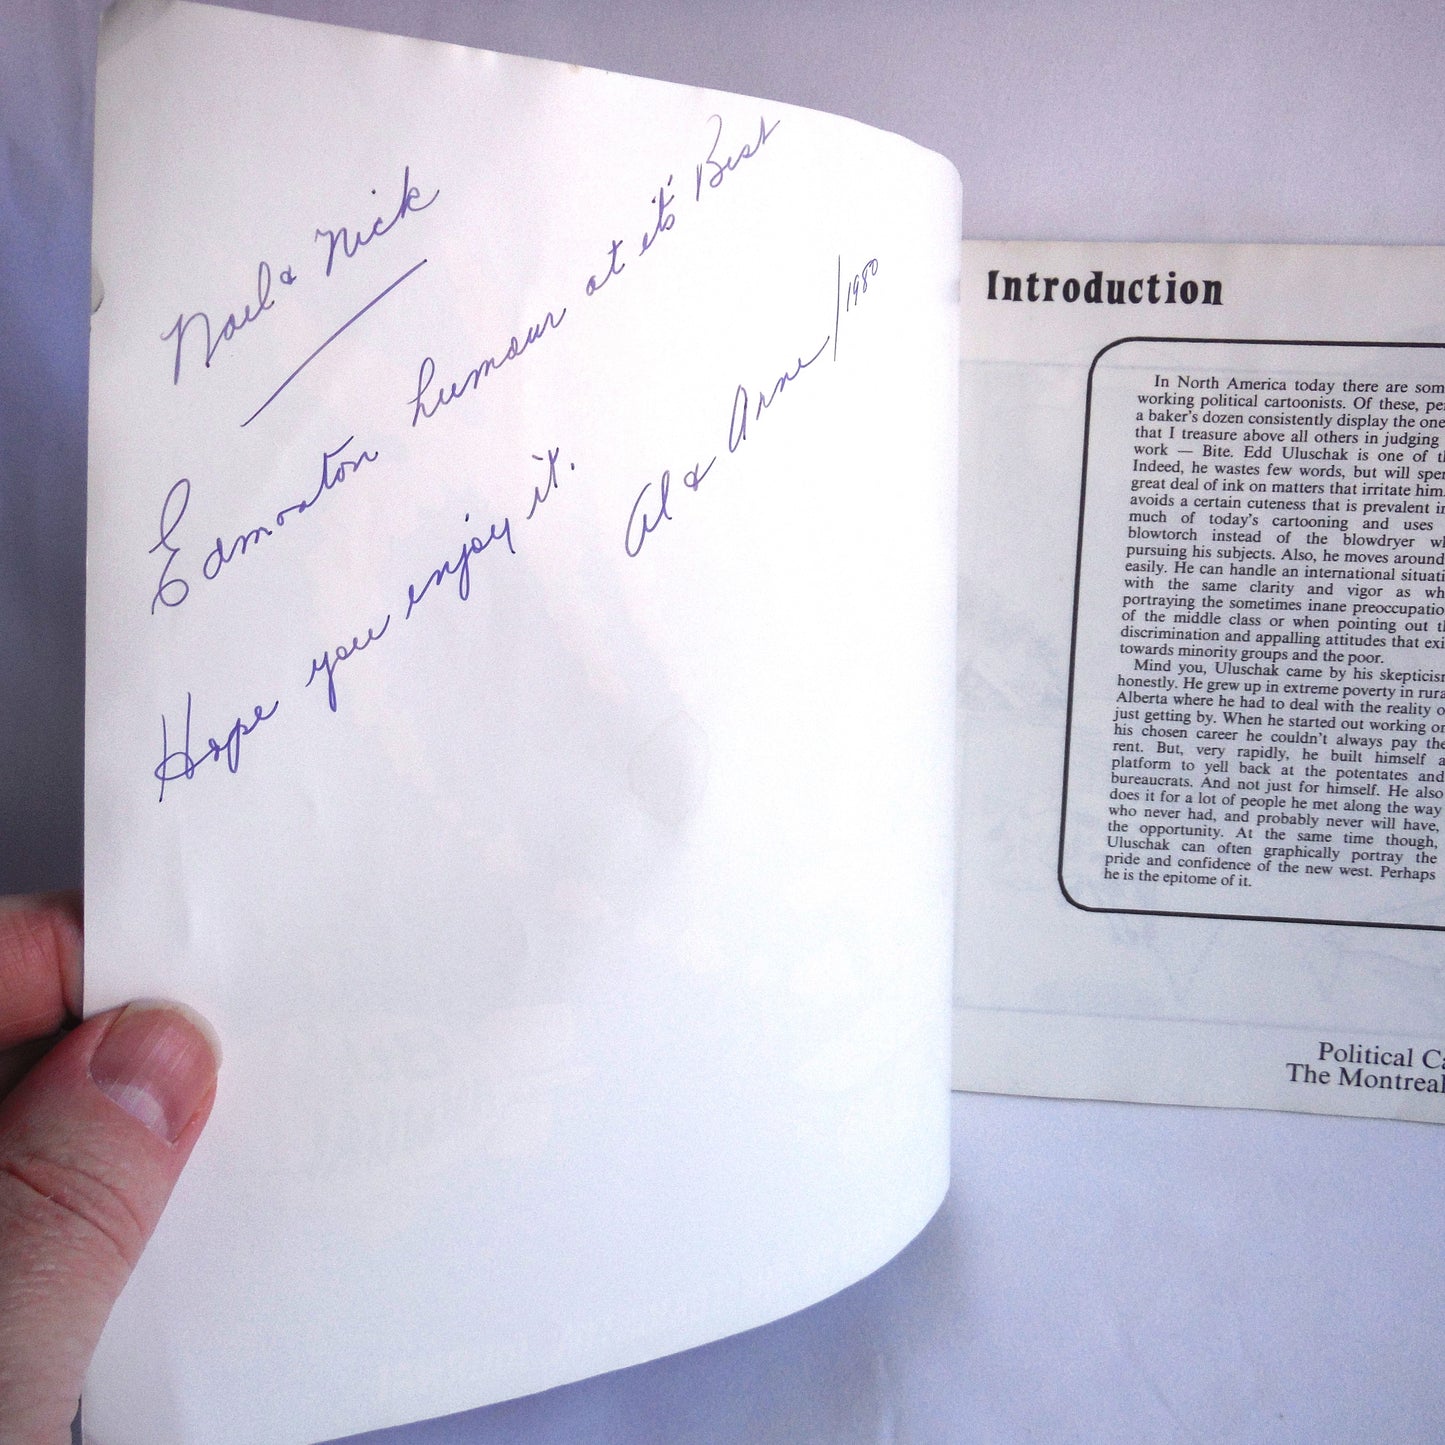 Noel & Nick
Edmonton humour at it's Best
Hope you enjoy it.
Al & Arne/1980
Introduction
In North America today there are som
working political cartoonists. Of these, pe
a baker's dozen consistently display the one
that I treasure above all others in judging
work — Bite. Edd Uluschak is one of t
Indeed, he wastes few words, but will spe
great deal of ink on matters that irritate him.
avoids a certain cuteness that is prevalent i
much of today's cartooning and uses
blowtorch instead of the blowdryer w
pursuing his subjects. Also, he moves around
easily. He can handle an international situati
with the same clarity and vigor as wh
portraying the sometimes inane preoccupatio
of the middle class or when pointing out t
discrimination and appalling attitudes that exi
towards minority groups and the poor.
Mind you, Uluschak came by his skepticism
honestly. He grew up in extreme poverty in rura
Alberta where he had to deal with the reality o
just getting by. When he started out working on
his chosen career he couldn't always pay the
rent. But, very rapidly, he built himself a
platform to yell back at the potentates and
bureaucrats. And not just for himself. He also
does it for a lot of people he met along the way
who never had, and probably never will have,
the opportunity. At the same time though,
Uluschak can often graphically portray the
pride and confidence of the new west. Perhaps
he is the epitome of it.
Political Ca
The Montreal